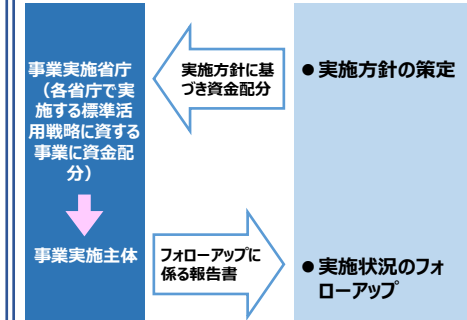 事業実施省庁
（各省庁で実
施する標準活
用戦略に資する
事業に資金配
分）
実施方針に基
づき資金配分
●実施方針の策定
事業実施主体
フォローアップに
係る報告書
●実施状況のフォ
ローアップ